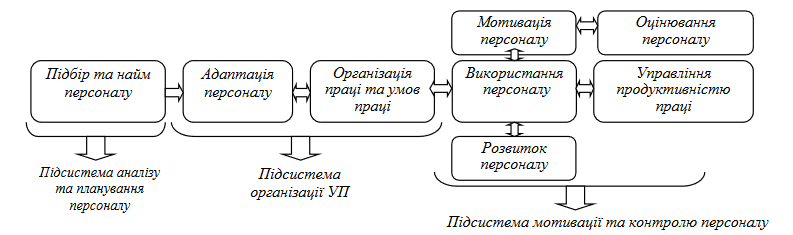 Мотивація
персоналу
Оцінювання
персоналу
Підбір та найм
персоналу
Адаптація
персоналу
Організація
праці та умов
праці
Використання
персоналу
Управління
продуктивністю
праці
Розвиток
персоналу
Підсистема аналізу
та планування
персоналу
Підсистема
організації УП
Підсистема мотивації та контролю персоналу